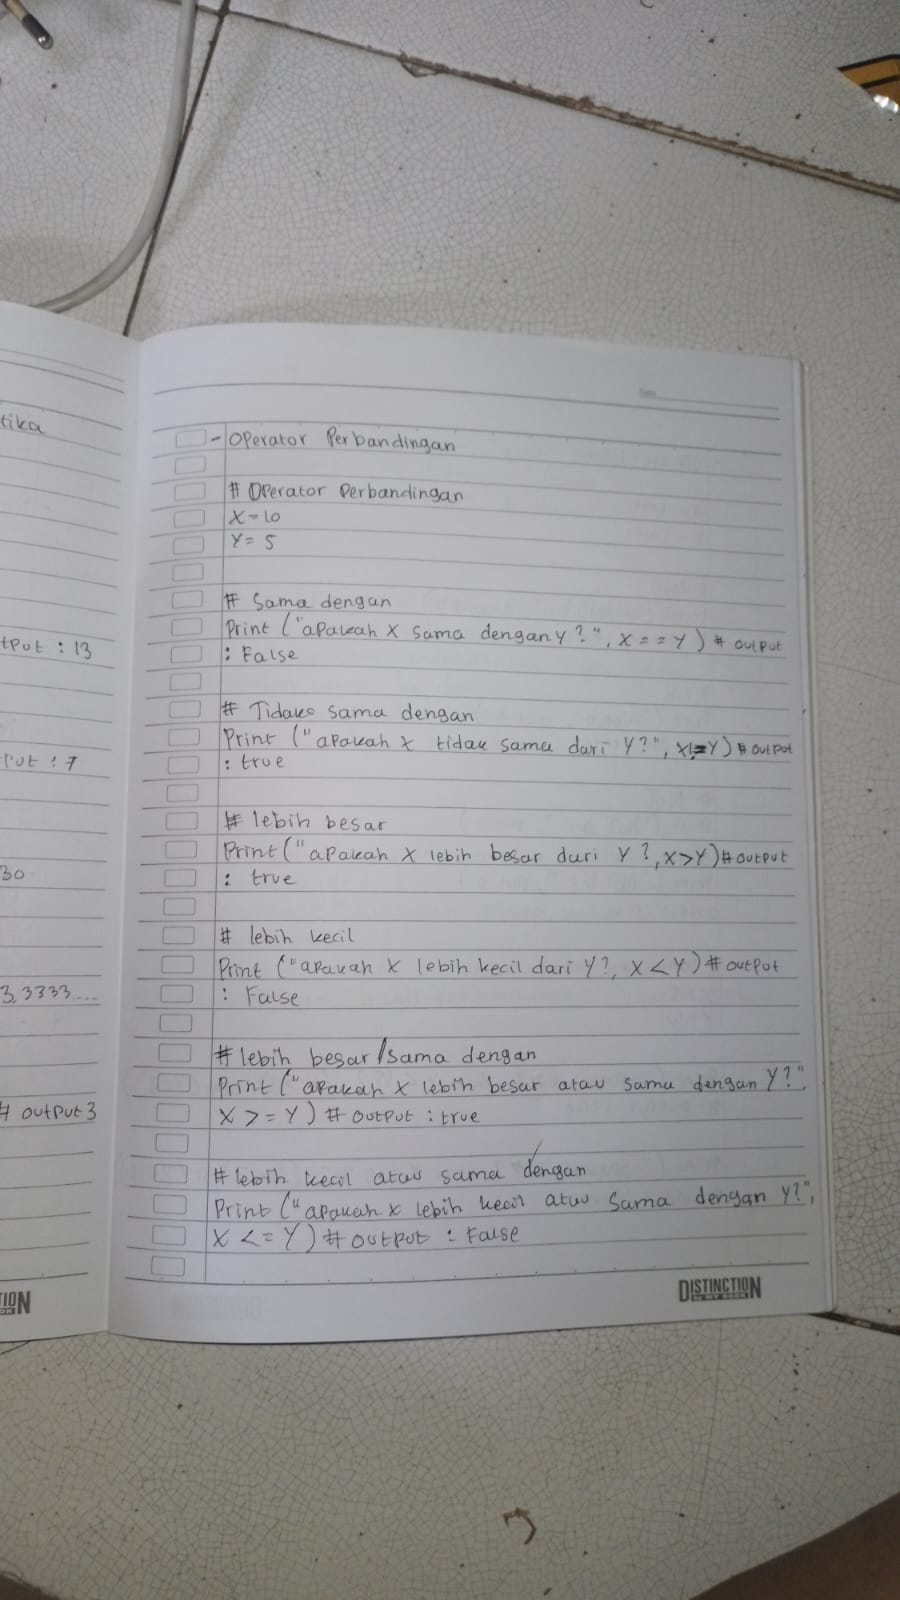 tika
tput : 13
put : 7
30
3,3333....
# output 3
- Operator Perbandingan
# Operator Perbandingan
X = 10
Y = 5
# Sama dengan
Print ("apakah X sama dengan Y ?", X = = Y ) # output
: False
# Tidak sama dengan
Print ("apakah X tidak sama dari Y?", X!=Y) # output
: true
# lebih besar
Print ("apakah X lebih besar dari Y ?, X>Y) # output
: true
# lebih kecil
Print ("apakah X lebih kecil dari Y?, X < Y ) # output
: False
# lebih besar/sama dengan
Print ("apakah X lebih besar atau sama dengan Y?",
X > = Y ) # output : true
# lebih kecil atau sama dengan
Print ("apakah X lebih kecil atau sama dengan Y?",
X < = Y ) # output : False
DISTINCTION
TION